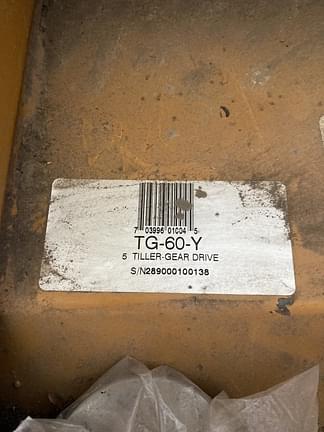 7 03996 01004 5
TG-60-Y
5 TILLER-GEAR DRIVE
S/N289000100138